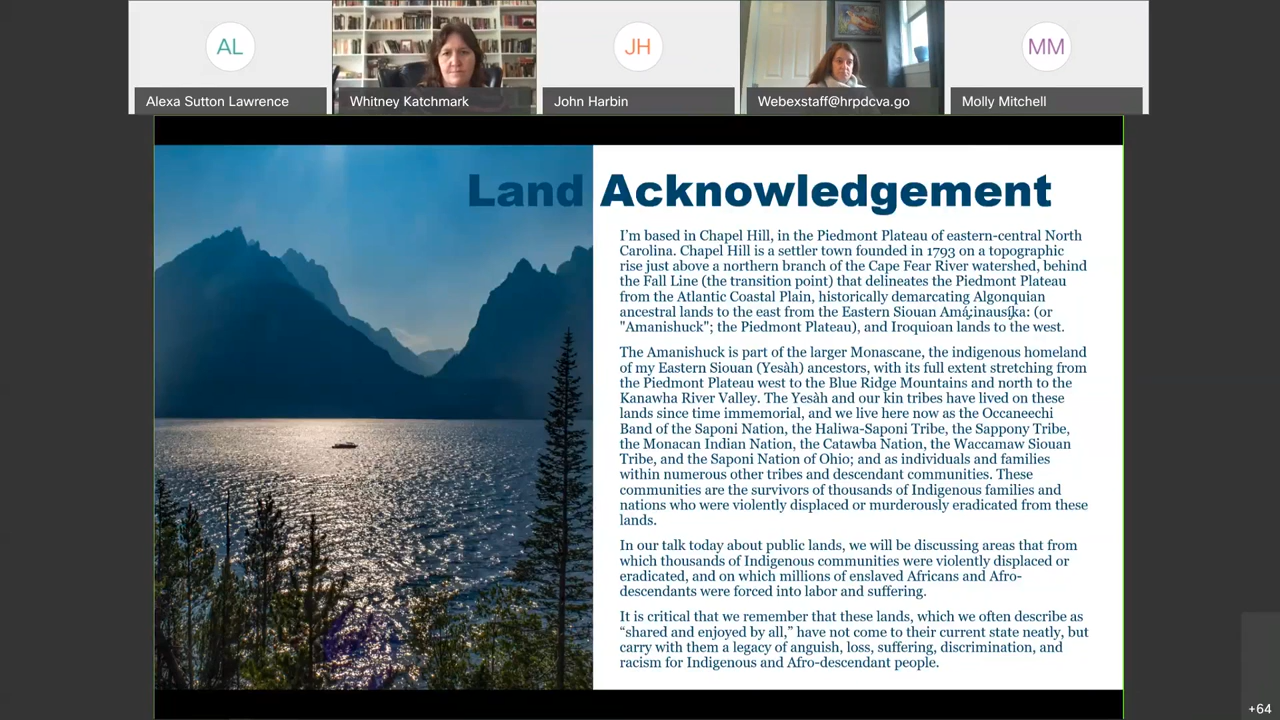 AL
JH
MM
Alexa Sutton Lawrence
Whitney Katchmark
John Harbin
Webexstaff@hrpdcva.go
Molly Mitchell
Land Acknowledgement
I'm based in Chapel Hill, in the Piedmont Plateau of eastern-central North
Carolina. Chapel Hill is a settler town founded in 1793 on a topographic
rise just above a northern branch of the Cape Fear River watershed, behind
the Fall Line (the transition point) that delineates the Piedmont Plateau
from the Atlantic Coastal Plain, historically demarcating Algonquian
ancestral lands to the east from the Eastern Siouan Amą́ʔinausįka: (or
"Amanishuck"; the Piedmont Plateau), and Iroquoian lands to the west.
The Amanishuck is part of the larger Monascane, the indigenous homeland
of my Eastern Siouan (Yesàh) ancestors, with its full extent stretching from
the Piedmont Plateau west to the Blue Ridge Mountains and north to the
Kanawha River Valley. The Yesàh and our kin tribes have lived on these
lands since time immemorial, and we live here now as the Occaneechi
Band of the Saponi Nation, the Haliwa-Saponi Tribe, the Sappony Tribe,
the Monacan Indian Nation, the Catawba Nation, the Waccamaw Siouan
Tribe, and the Saponi Nation of Ohio; and as individuals and families
within numerous other tribes and descendant communities. These
communities are the survivors of thousands of Indigenous families and
nations who were violently displaced or murderously eradicated from these
lands.
In our talk today about public lands, we will be discussing areas that from
which thousands of Indigenous communities were violently displaced or
eradicated, and on which millions of enslaved Africans and Afro-
descendants were forced into labor and suffering.
It is critical that we remember that these lands, which we often describe as
“shared and enjoyed by all,” have not come to their current state neatly, but
carry with them a legacy of anguish, loss, suffering, discrimination, and
racism for Indigenous and Afro-descendant people.
+64